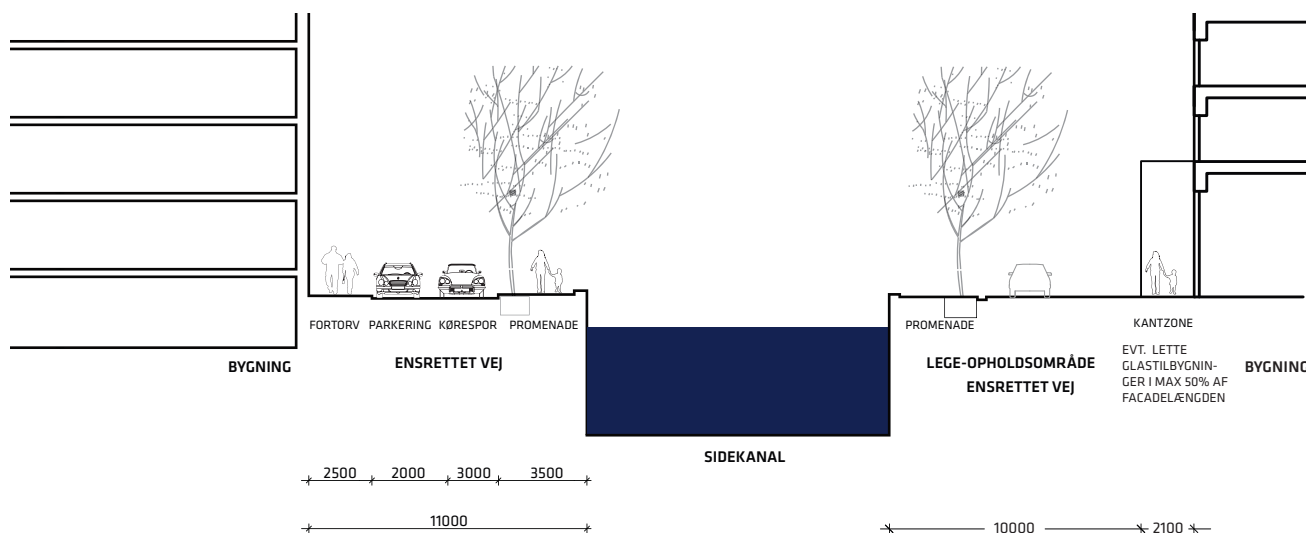 FORTORV PARKERING KØRESPOR PROMENADE
PROMENADE
KANTZONE
BYGNING
ENSRETTET VEJ
LEGE-OPHOLDSOMRÅDE
ENSRETTET VEJ
EVT. LETTE
GLASTILBYGNIN-
GER I MAX 50% AF
FACADELÆNGDEN
BYGNING
SIDEKANAL
2500 2000 3000 3500
11000
10000 2100